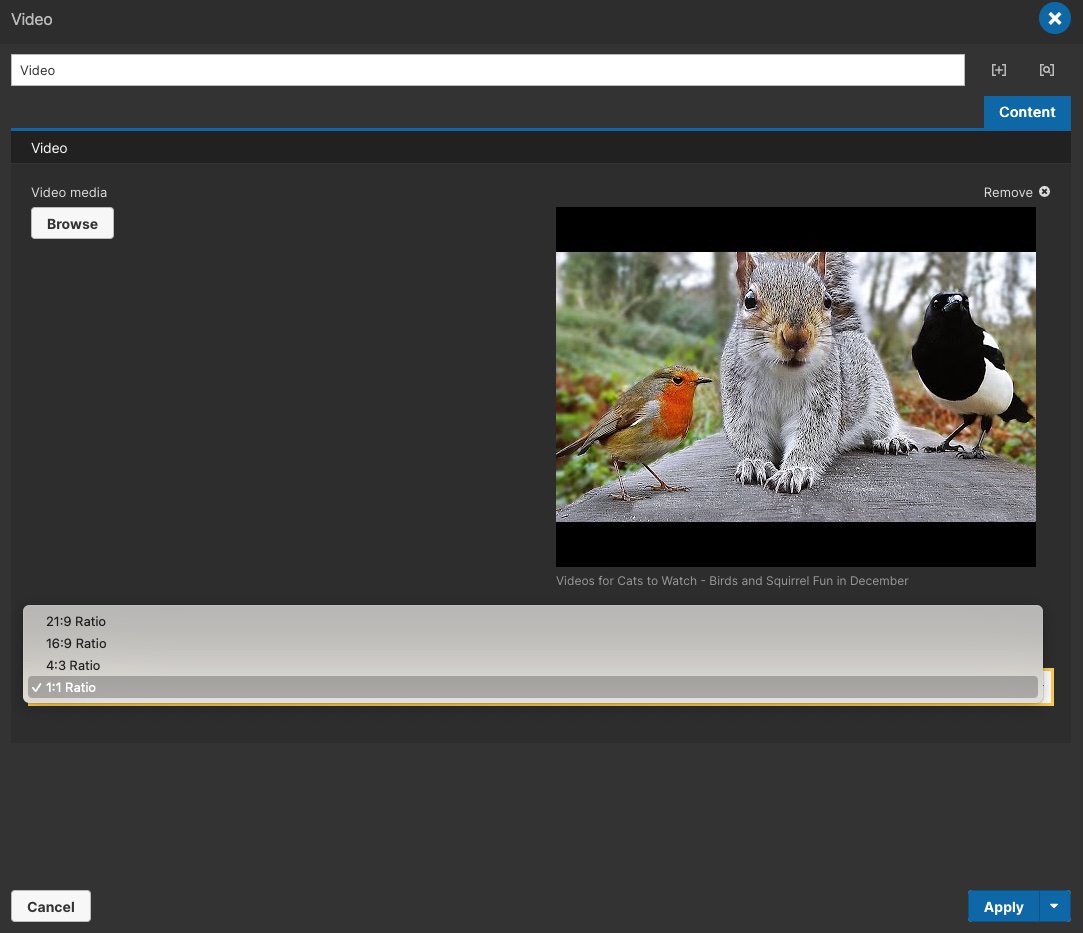 Video
Video
Content
Video
Video media
Remove
Browse
Videos for Cats to Watch - Birds and Squirrel Fun in December
21:9 Ratio
16:9 Ratio
4:3 Ratio
✓ 1:1 Ratio
Cancel
Apply